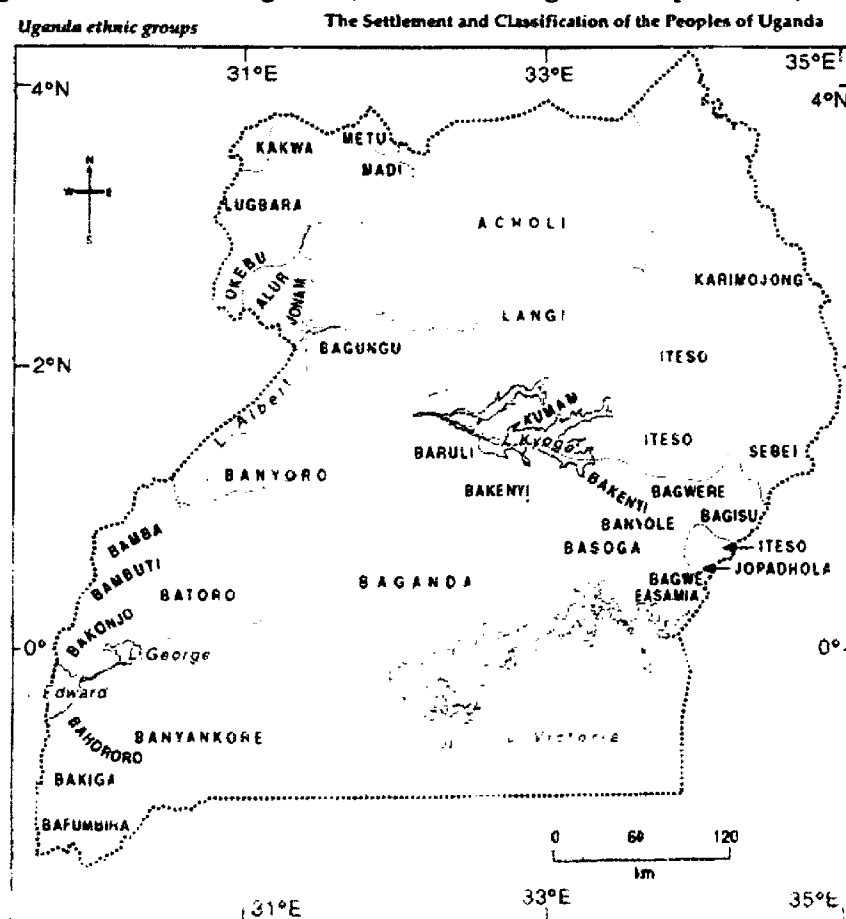 Uganda ethnic groups
The Settlement and Classification of the Peoples of Uganda
31°E 33°E 35°E
4°N 4°N
KAKWA
METU
MADI
N
W E
S
LUGBARA
ACHOLI
OKEBU
ALUR
JONAM
KARIMOJONG
LANGI
BAGUNGU
2°N
ITESO
L. Albert
KUMAM
L. Kyoga
BARULI
ITESO
SEBEI
BANYORO
BAKENYI
BAKENYI
BAGWERE
BAGISU
BANYOLE
BAMBA
BASOGA
ITESO
BAMBUTI
JOPADHOLA
BATORO
BAGANDA
BAGWE
EASAMIA
BAKONJO
0° 0°
L. George
Edward
BAHORORO
BANYANKORE
L. Victoria
BAKIGA
BAFUMBIRA
0 60 120
km
31°E 33°E 35°E